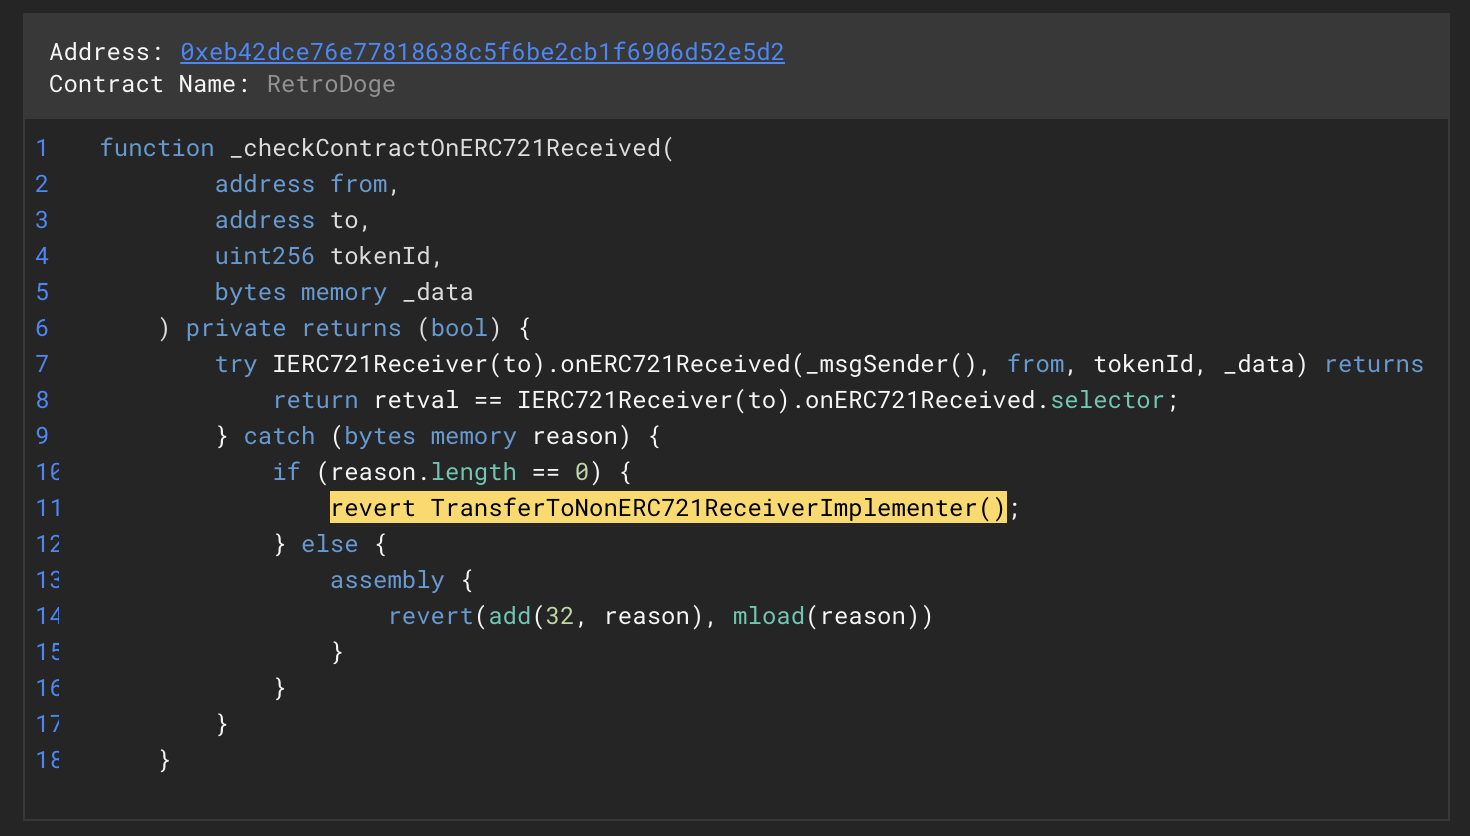 Address: 0xeb42dce76e77818638c5f6be2cb1f6906d52e5d2
Contract Name: RetroDoge
1 function _checkContractOnERC721Received(
2 address from,
3 address to,
4 uint256 tokenId,
5 bytes memory _data
6 ) private returns (bool) {
7 try IERC721Receiver(to).onERC721Received(_msgSender(), from, tokenId, _data) returns
8 return retval == IERC721Receiver(to).onERC721Received.selector;
9 } catch (bytes memory reason) {
10 if (reason.length == 0) {
11 revert TransferToNonERC721ReceiverImplementer();
12 } else {
13 assembly {
14 revert(add(32, reason), mload(reason))
15 }
16 }
17 }
18 }